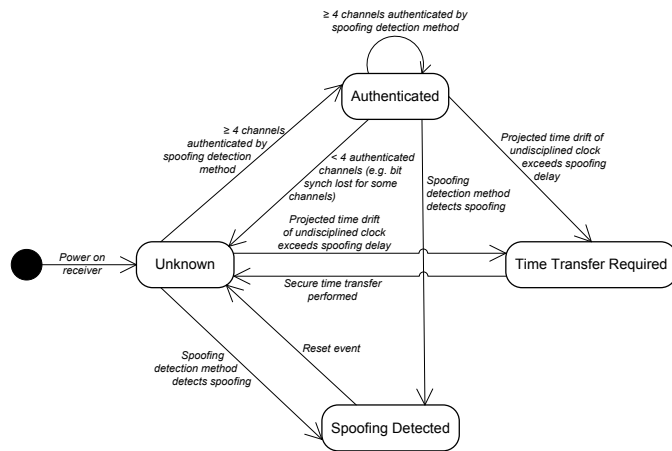 ≥ 4 channels authenticated by
spoofing detection method
Authenticated
≥ 4 channels
authenticated by
spoofing detection
method
< 4 authenticated
channels (e.g. bit
synch lost for some
channels)
Spoofing
detection method
detects spoofing
Projected time drift of
undisciplined clock
exceeds spoofing
delay
Projected time drift
of undisciplined clock
exceeds spoofing delay
Power on
receiver
Unknown
Time Transfer Required
Secure time transfer
performed
Reset event
Spoofing
detection method
detects spoofing
Spoofing Detected